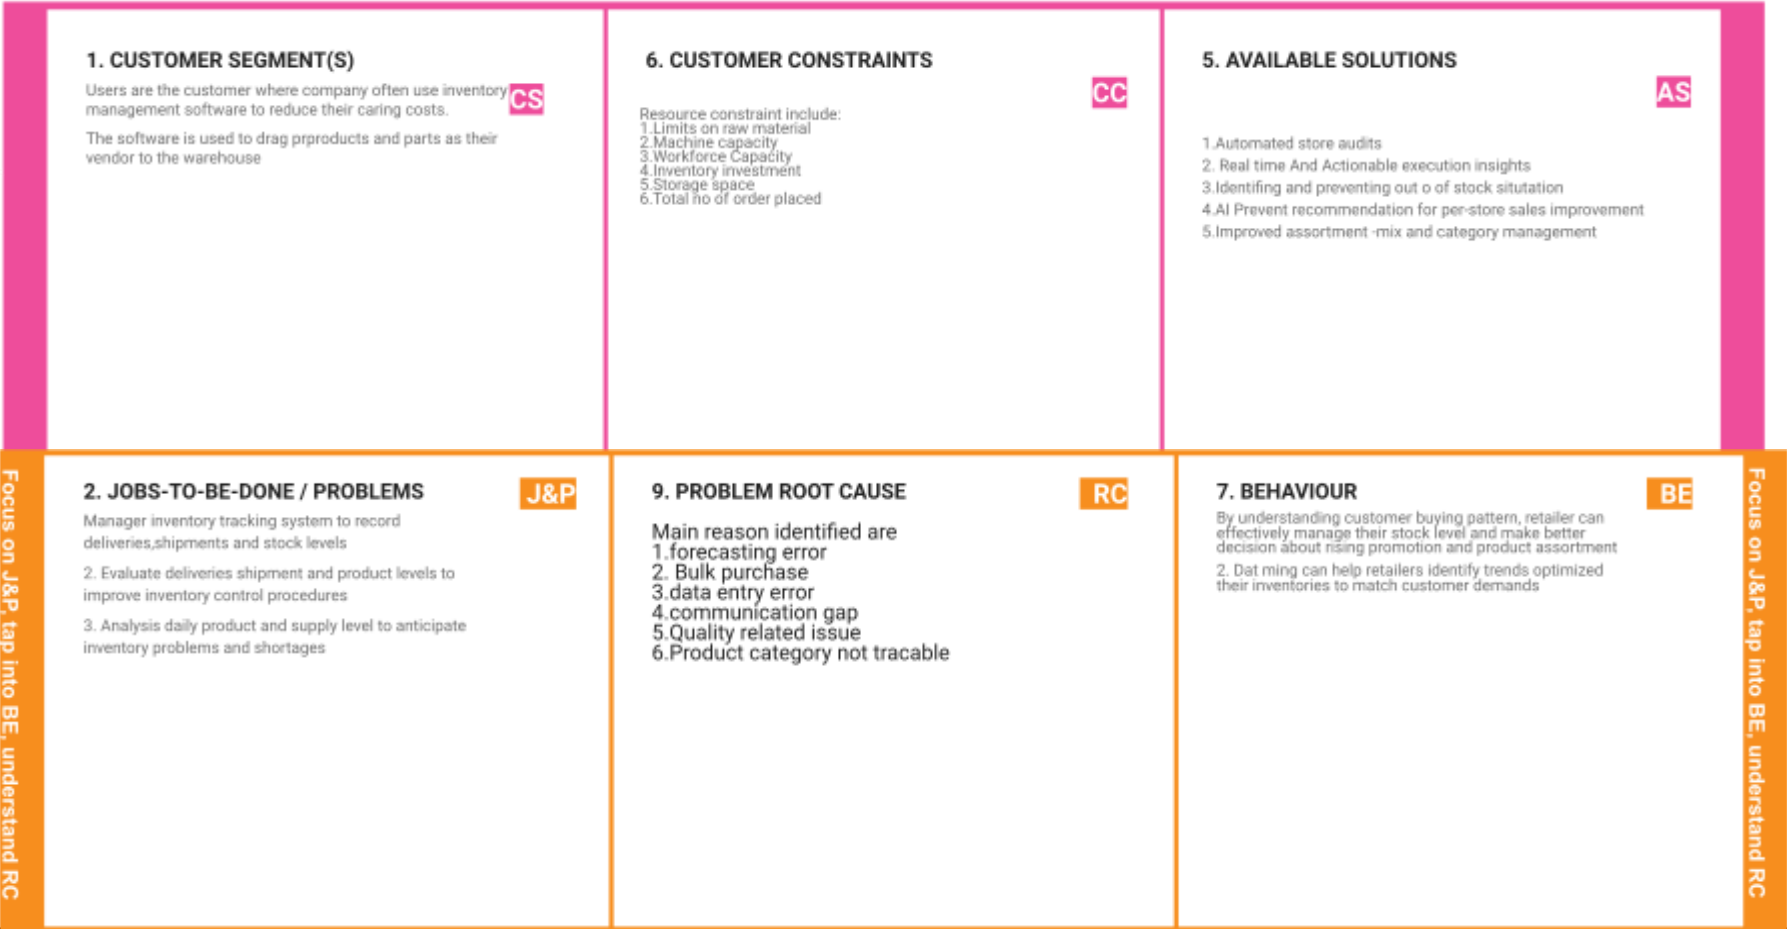 1. CUSTOMER SEGMENT(S)
Users are the customer where company often use inventory
management software to reduce their caring costs.
CS
The software is used to drag prproducts and parts as their
vendor to the warehouse
6. CUSTOMER CONSTRAINTS
CC
Resource constraint include:
1.Limits on raw material
2.Machine capacity
3.Workforce Capacity
4.Inventory investment
5.Storage space
6.Total no of order placed
5. AVAILABLE SOLUTIONS
AS
1.Automated store audits
2. Real time And Actionable execution insights
3.Identifing and preventing out o of stock situtation
4.AI Prevent recommendation for per-store sales improvement
5.Improved assortment -mix and category management
Focus on J&P, tap into BE, understand RC
2. JOBS-TO-BE-DONE / PROBLEMS
J&P
Manager inventory tracking system to record
deliveries,shipments and stock levels
2. Evaluate deliveries shipment and product levels to
improve inventory control procedures
3. Analysis daily product and supply level to anticipate
inventory problems and shortages
9. PROBLEM ROOT CAUSE
RC
Main reason identified are
1.forecasting error
2. Bulk purchase
3.data entry error
4.communication gap
5.Quality related issue
6.Product category not tracable
7. BEHAVIOUR
BE
By understanding customer buying pattern, retailer can
effectively manage their stock level and make better
decision about rising promotion and product assortment
2. Dat ming can help retailers identify trends optimized
their inventories to match customer demands
Focus on J&P, tap into BE, understand RC